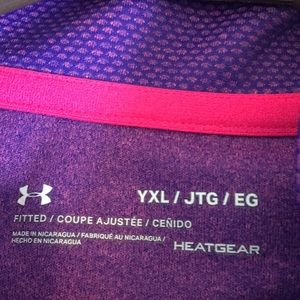 YXL / JTG / EG
FITTED / COUPE AJUSTÉE / CEÑIDO
MADE IN NICARAGUA / FABRIQUÉ AU NICARAGUA /
HECHO EN NICARAGUA
HEATGEAR